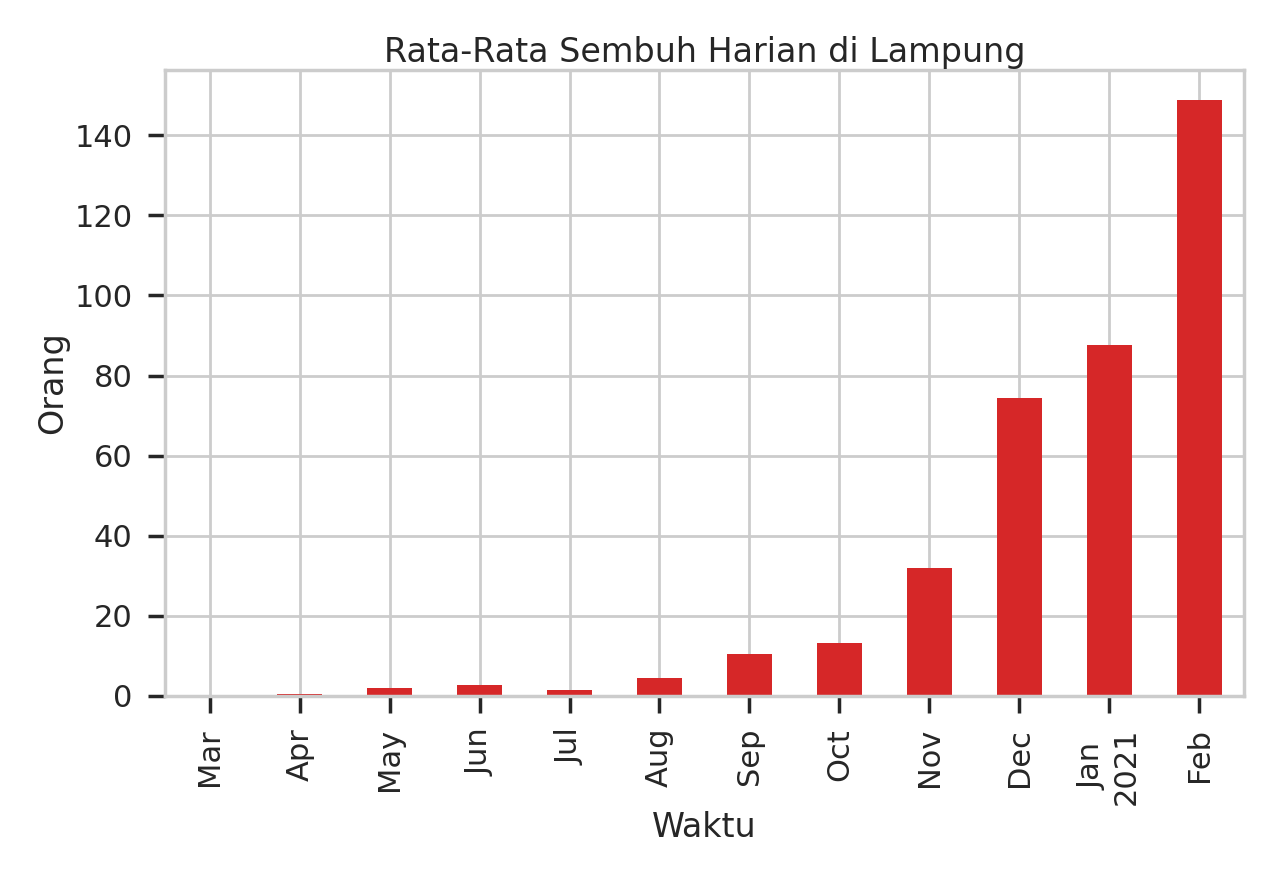 Rata-Rata Sembuh Harian di Lampung
Orang
140
120
100
80
60
40
20
0
Mar
Apr
May
Jun
Jul
Aug
Sep
Oct
Nov
Dec
Jan
2021
Feb
Waktu